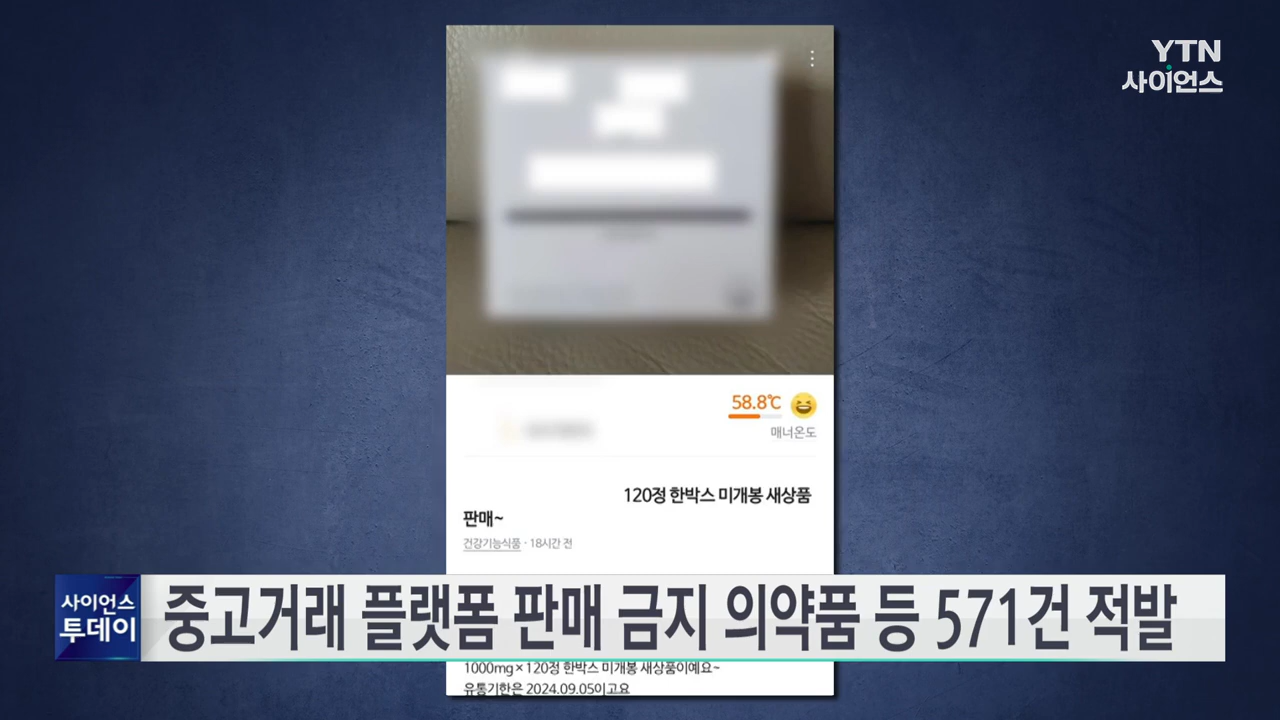 YTN
사이언스
58.8℃
매너온도
120정 한박스 미개봉 새상품
판매~
건강기능식품 · 18시간 전
사이언스
투데이
중고거래 플랫폼 판매 금지 의약품 등 571건 적발
1000mg×120정 한박스 미개봉 새상품이예요~
유통기한은 2024.09.05이고요